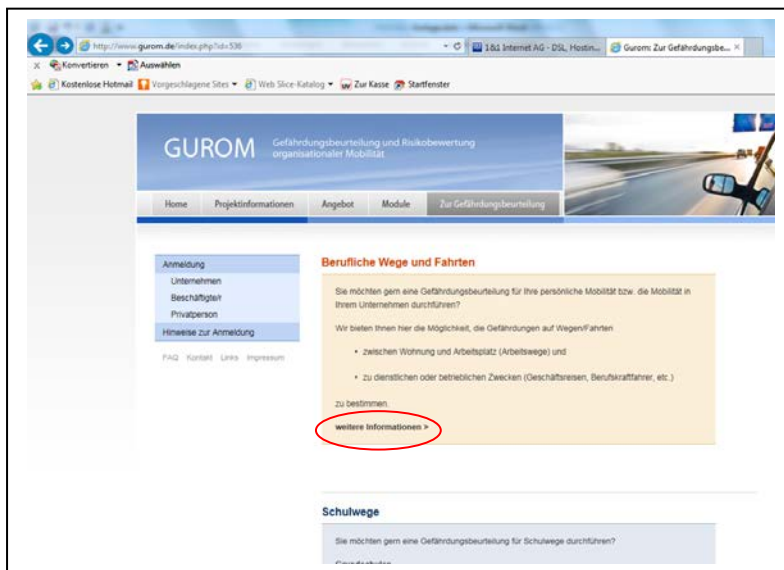 http://www.gurom.de/index.php?id=536
1&1 Internet AG - DSL, Hostin...
Gurom: Zur Gefährdungsbe... ×
x Konvertieren Auswählen
Kostenlose Hotmail Vorgeschlagene Sites Web Slice-Katalog Zur Kasse Startfenster
GUROM
Gefährdungsbeurteilung und Risikobewertung
organisationaler Mobilität
Home Projektinformationen Angebot Module Zur Gefährdungsbeurteilung
Anmeldung
Unternehmen
Beschäftigte/r
Privatperson
Hinweise zur Anmeldung
FAQ Kontakt Links Impressum
Berufliche Wege und Fahrten
Sie möchten gern eine Gefährdungsbeurteilung für Ihre persönliche Mobilität bzw. die Mobilität in
Ihrem Unternehmen durchführen?
Wir bieten Ihnen hier die Möglichkeit, die Gefährdungen auf Wegen/Fahrten
• zwischen Wohnung und Arbeitsplatz (Arbeitswege) und
• zu dienstlichen oder betrieblichen Zwecken (Geschäftsreisen, Berufskraftfahrer, etc.)
zu bestimmen.
weitere Informationen >
Schulwege
Sie möchten gern eine Gefährdungsbeurteilung für Schulwege durchführen?